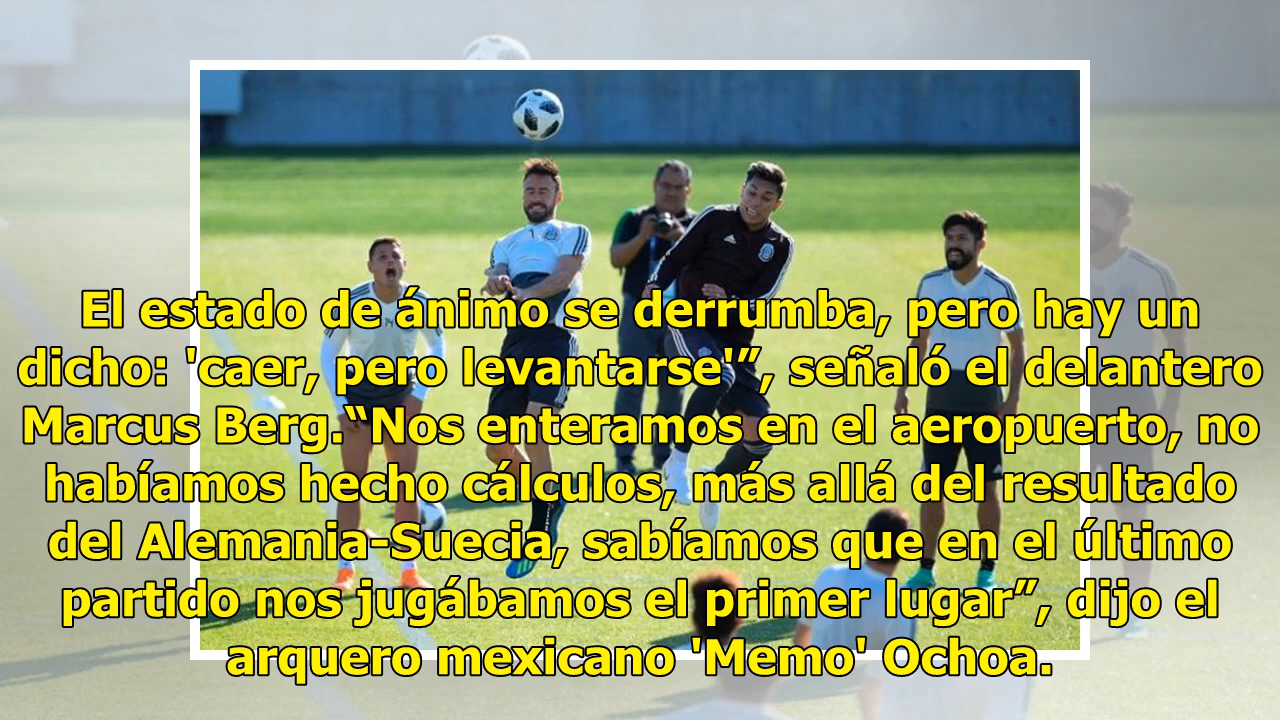 El estado de ánimo se derrumba, pero hay un
dicho: 'caer, pero levantarse'”, señaló el delantero
Marcus Berg.“Nos enteramos en el aeropuerto, no
habíamos hecho cálculos, más allá del resultado
del Alemania-Suecia, sabíamos que en el último
partido nos jugábamos el primer lugar”, dijo el
arquero mexicano 'Memo' Ochoa.